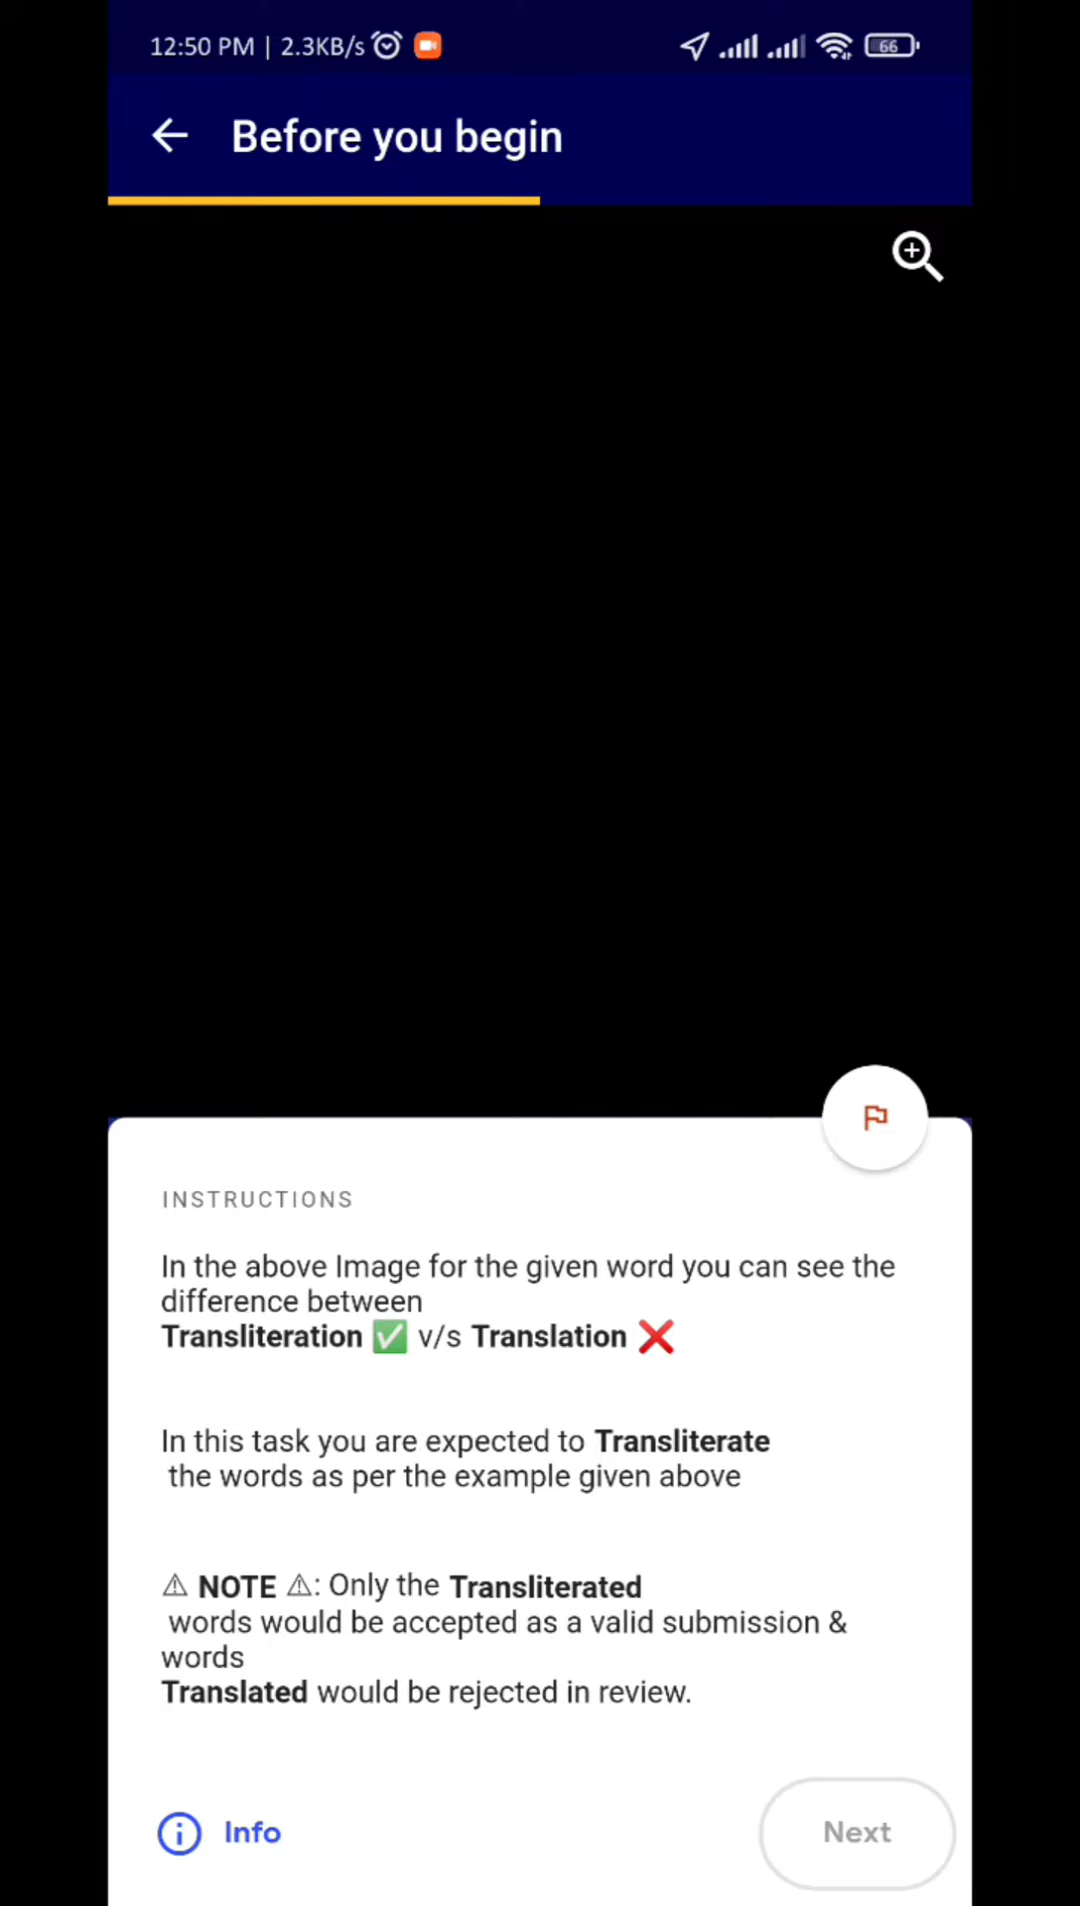 12:50 PM | 2.3KB/s 66
Before you begin
INSTRUCTIONS
In the above Image for the given word you can see the
difference between
Transliteration ✅ v/s Translation ❌
In this task you are expected to Transliterate
the words as per the example given above
⚠ NOTE ⚠: Only the Transliterated
words would be accepted as a valid submission &
words
Translated would be rejected in review.
Info
Next